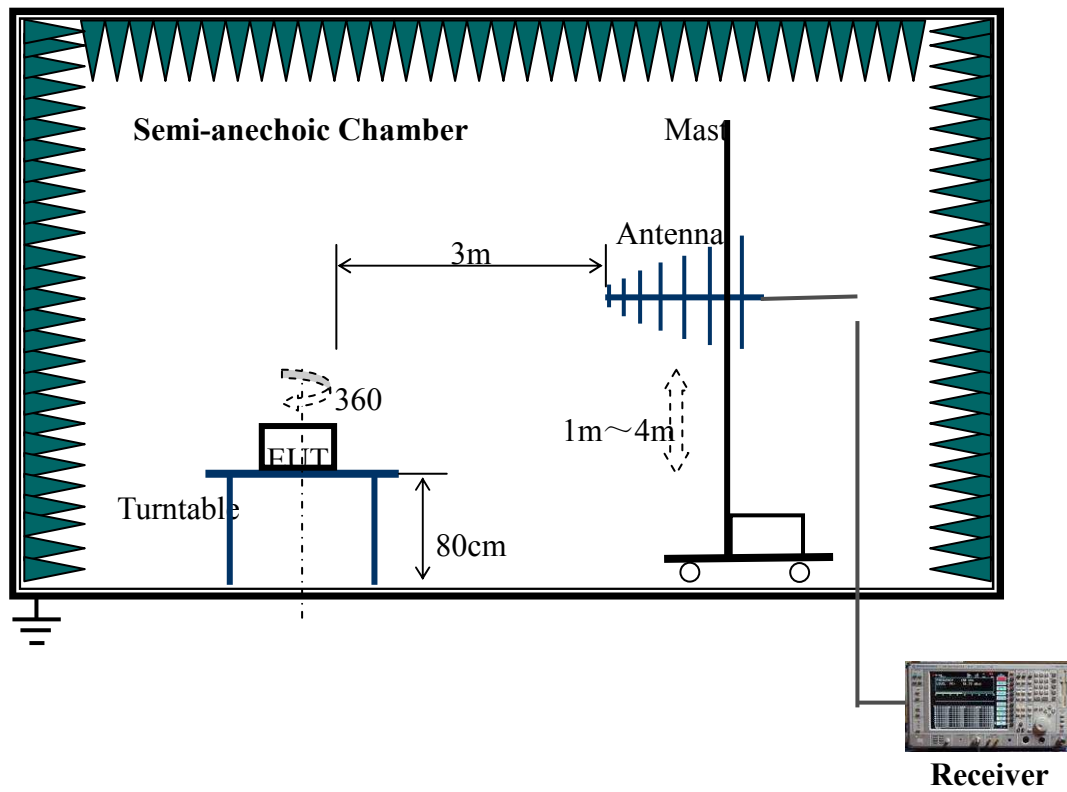 Semi-anechoic Chamber
Mast
Antenna
3m
360
1m～4m
EUT
Turntable
80cm
Receiver